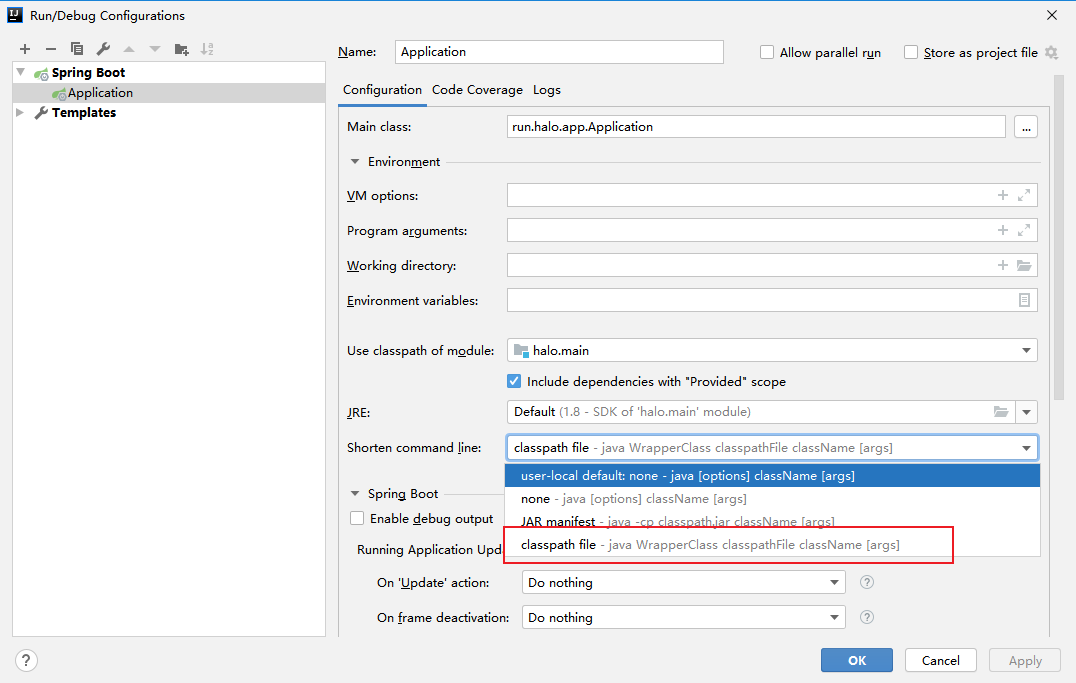 Run/Debug Configurations
Name: Application Allow parallel run Store as project file
Spring Boot
Application
Templates
Configuration Code Coverage Logs
Main class: run.halo.app.Application ...
Environment
VM options:
Program arguments:
Working directory:
Environment variables:
Use classpath of module: halo.main
Include dependencies with "Provided" scope
JRE: Default (1.8 - SDK of 'halo.main' module)
Shorten command line: classpath file - java WrapperClass classpathFile className [args]
user-local default: none - java [options] className [args]
none - java [options] className [args]
JAR manifest - java -cp classpath.jar className [args]
classpath file - java WrapperClass classpathFile className [args]
Spring Boot
Enable debug output
Running Application Upd
On 'Update' action: Do nothing ?
On frame deactivation: Do nothing ?
? OK Cancel Apply